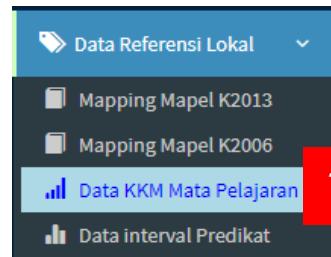 Data Referensi Lokal
Mapping Mapel K2013
Mapping Mapel K2006
Data KKM Mata Pelajaran
Data interval Predikat